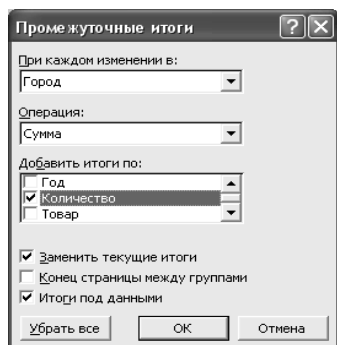 Промежуточные итоги
При каждом изменении в:
Город
Операция:
Сумма
Добавить итоги по:
Год
Количество
Товар
Заменить текущие итоги
Конец страницы между группами
Итоги под данными
Убрать все ОК Отмена